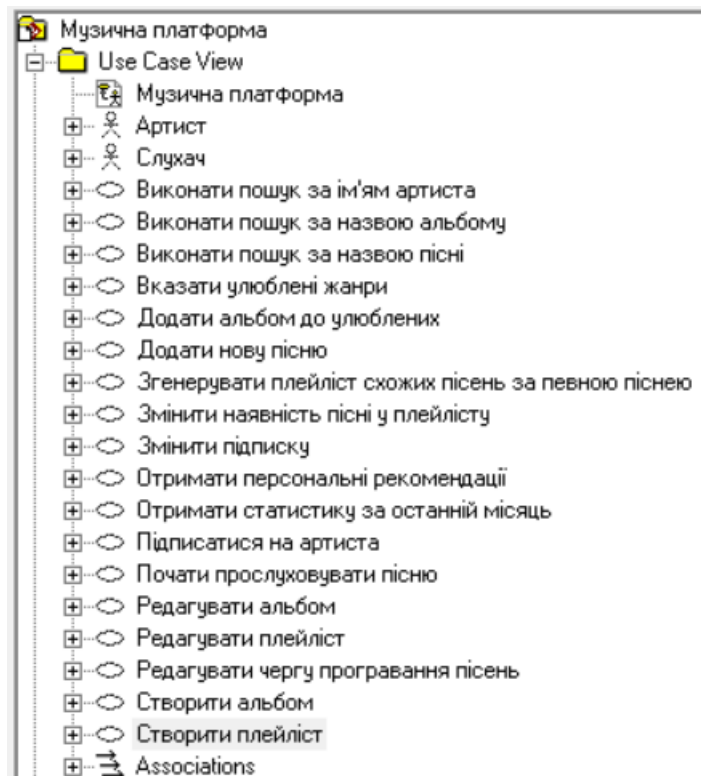 Музична платформа
Use Case View
Музична платформа
Артист
Слухач
Виконати пошук за ім'ям артиста
Виконати пошук за назвою альбому
Виконати пошук за назвою пісні
Вказати улюблені жанри
Додати альбом до улюблених
Додати нову пісню
Згенерувати плейліст схожих пісень за певною піснею
Змінити наявність пісні у плейлісту
Змінити підписку
Отримати персональні рекомендації
Отримати статистику за останній місяць
Підписатися на артиста
Почати прослуховувати пісню
Редагувати альбом
Редагувати плейліст
Редагувати чергу програвання пісень
Створити альбом
Створити плейліст
Associations